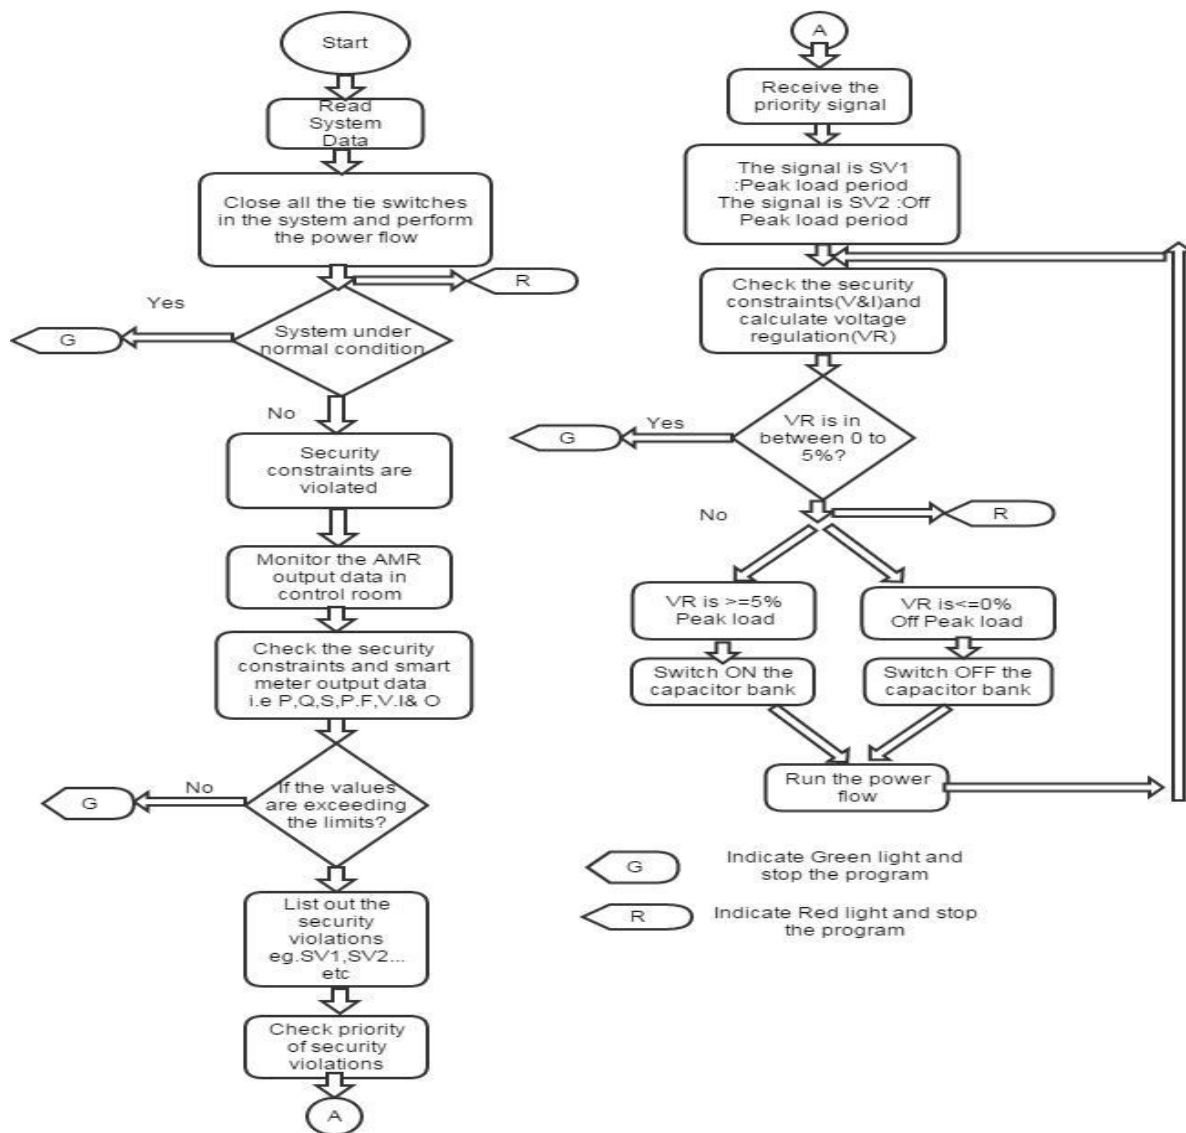 Start
Read
System
Data
Close all the tie switches
in the system and perform
the power flow
R
Yes
G
System under
normal condition
No
Security
constraints are
violated
Monitor the AMR
output data in
control room
Check the security
constraints and smart
meter output data
i.e P,Q,S,P.F,V.I& O
No
G
If the values
are exceeding
the limits?
List out the
security
violations
eg.SV1,SV2...
etc
Check priority
of security
violations
A
A
Receive the
priority signal
The signal is SV1
:Peak load period
The signal is SV2 :Off
Peak load period
Check the security
constraints(V&I)and
calculate voltage
regulation(VR)
Yes
G
VR is in
between 0 to
5%?
No
R
VR is >=5%
Peak load
VR is<=0%
Off Peak load
Switch ON the
capacitor bank
Switch OFF the
capacitor bank
Run the power
flow
G
Indicate Green light and
stop the program
R
Indicate Red light and stop
the program